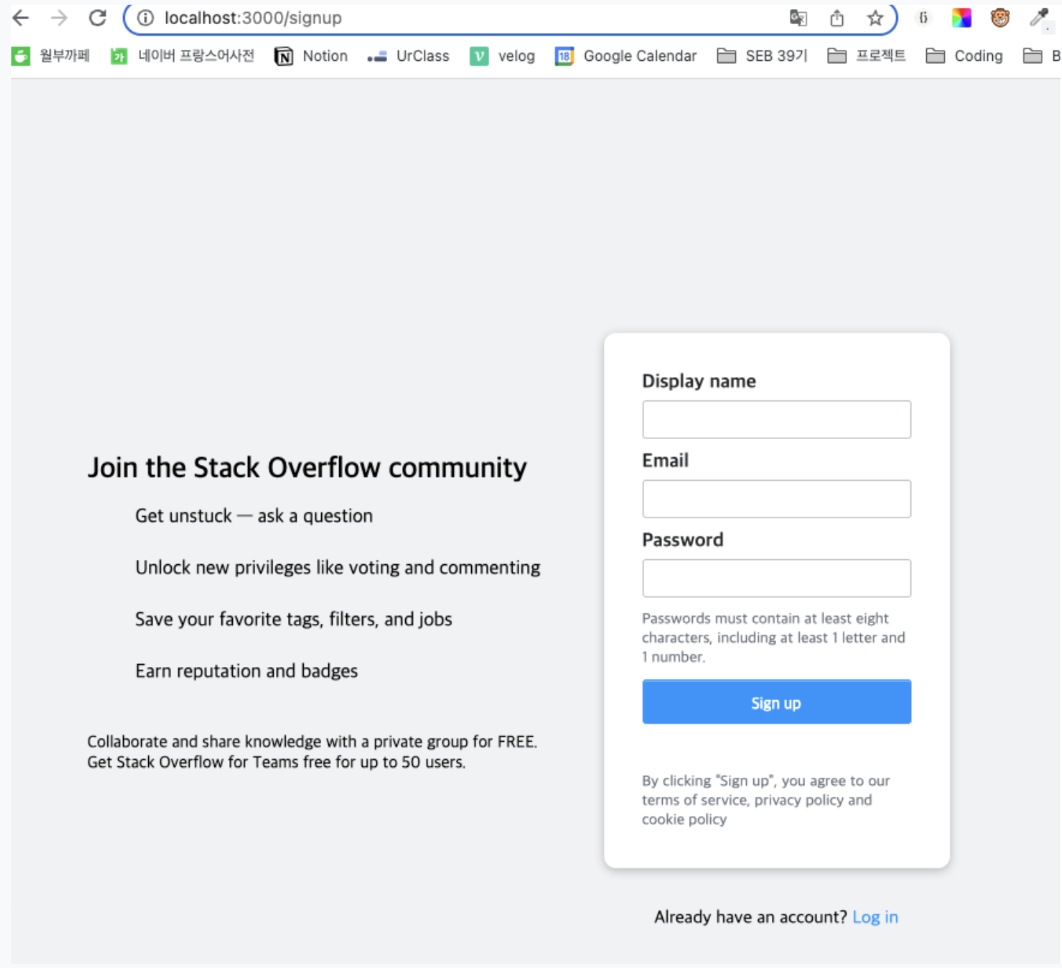 localhost:3000/signup
월부까페 네이버 프랑스어사전 Notion UrClass velog 18 Google Calendar SEB 39기 프로젝트 Coding B
Join the Stack Overflow community
Get unstuck — ask a question
Unlock new privileges like voting and commenting
Save your favorite tags, filters, and jobs
Earn reputation and badges
Collaborate and share knowledge with a private group for FREE.
Get Stack Overflow for Teams free for up to 50 users.
Display name
Email
Password
Passwords must contain at least eight
characters, including at least 1 letter and
1 number.
Sign up
By clicking "Sign up", you agree to our
terms of service, privacy policy and
cookie policy
Already have an account? Log in